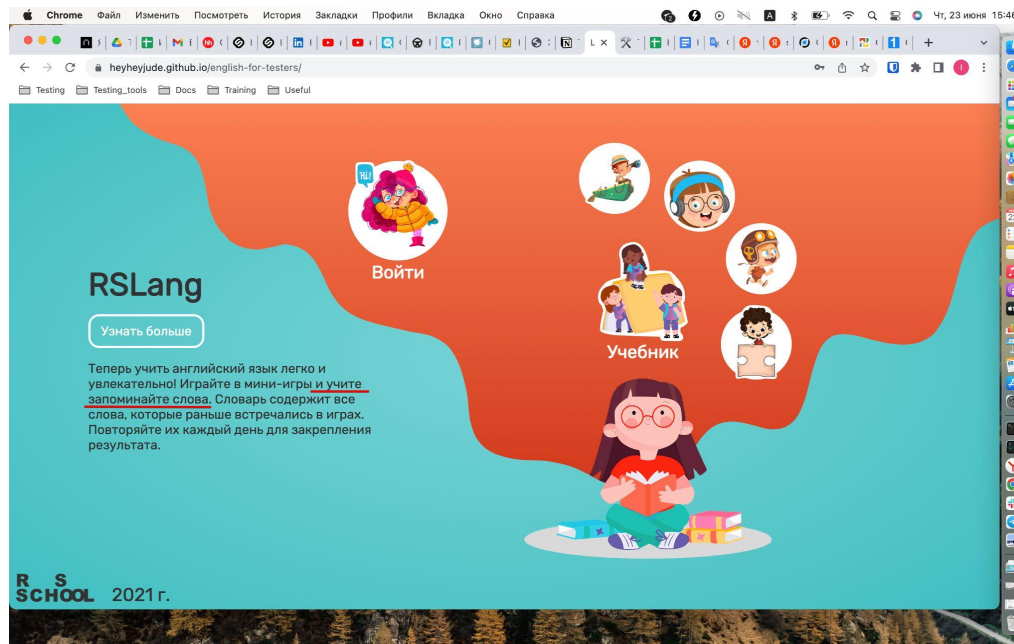 Chrome Файл Изменить Посмотреть История Закладки Профили Вкладка Окно Справка
Чт, 23 июня 15:46
heyheyjude.github.io/english-for-testers/
Testing Testing_tools Docs Training Useful
Hi!
Войти
RSLang
Узнать больше
Теперь учить английский язык легко и
увлекательно! Играйте в мини-игры и учите
запоминайте слова. Словарь содержит все
слова, которые раньше встречались в играх.
Повторяйте их каждый день для закрепления
результата.
Учебник
R S
SCHOOL 2021 г.